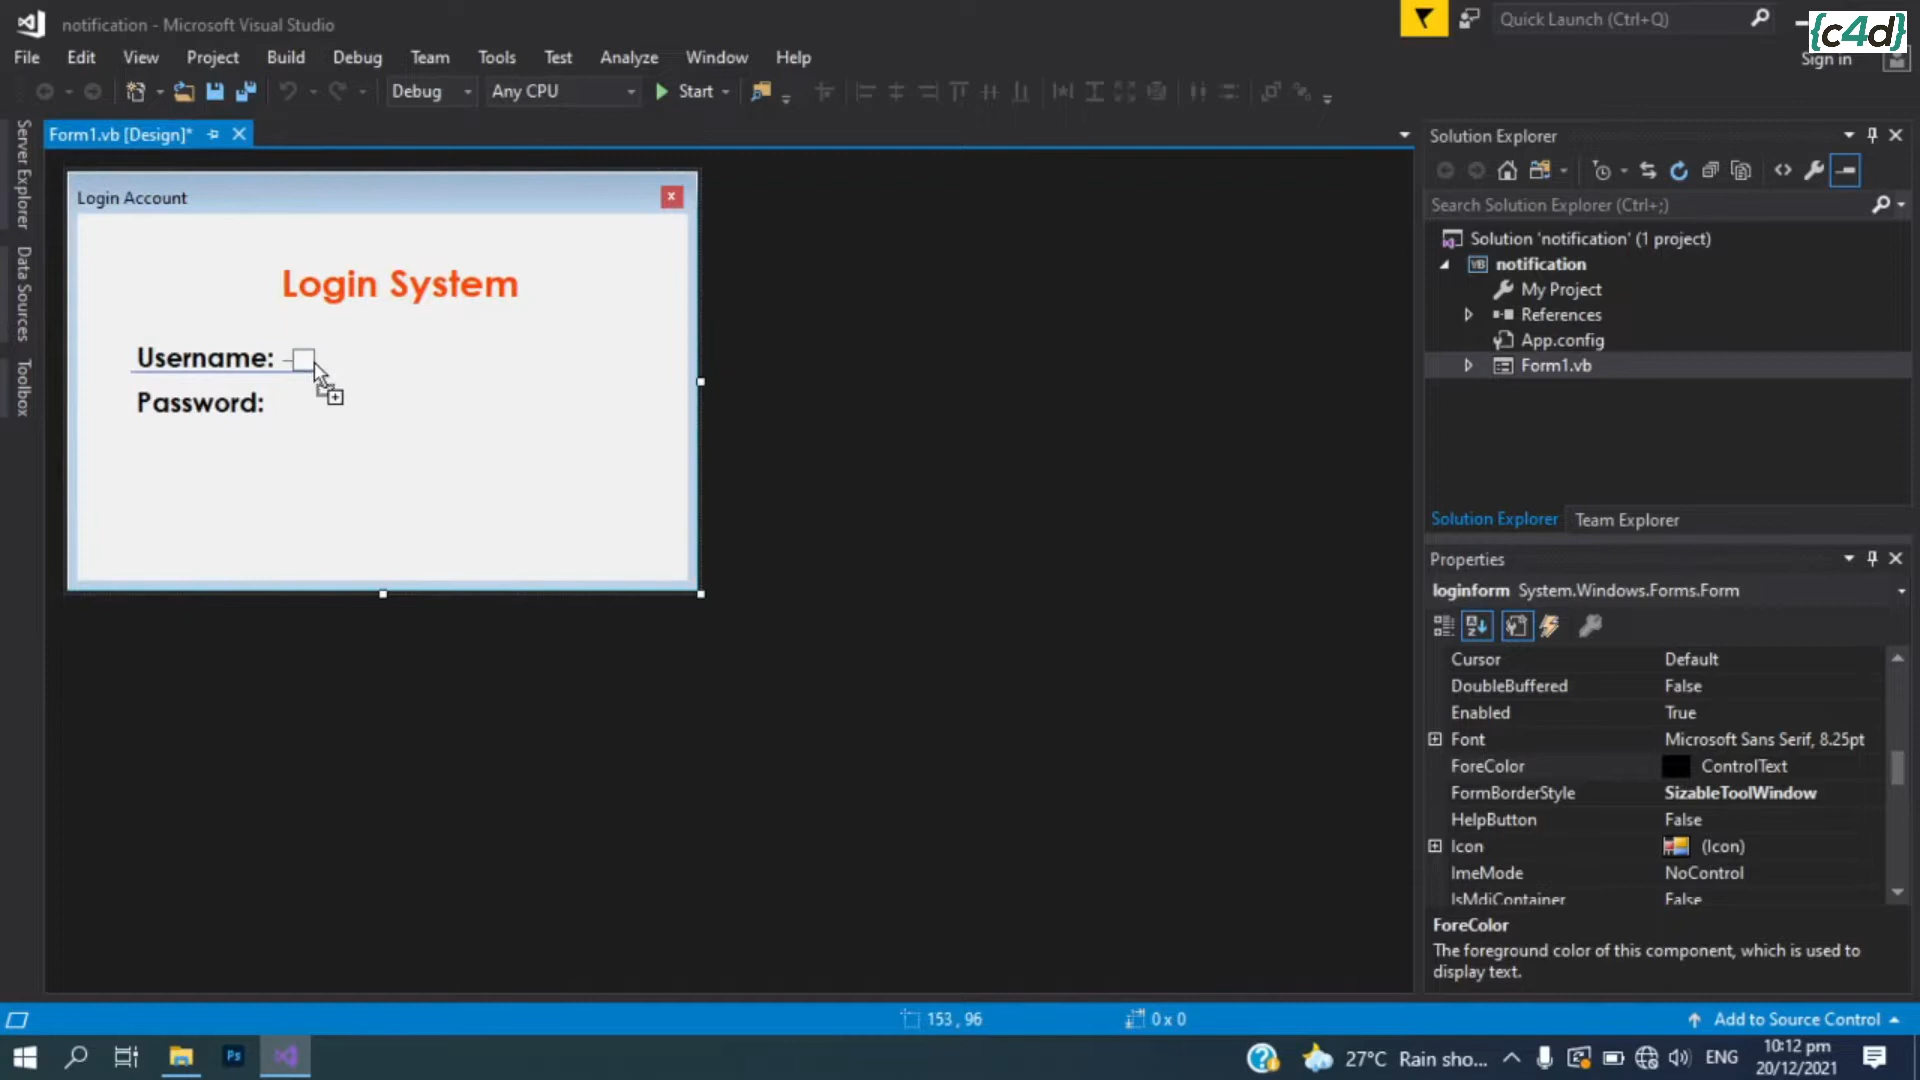 notification - Microsoft Visual Studio
Quick Launch (Ctrl+Q)
{c4d}
File Edit View Project Build Debug Team Tools Test Analyze Window Help
Sign in
Debug Any CPU Start
Server Explorer
Data Sources
Toolbox
Form1.vb [Design]*
Login Account
x
Login System
Username:
Password:
Solution Explorer
Search Solution Explorer (Ctrl+;)
Solution 'notification' (1 project)
VB notification
My Project
References
App.config
Form1.vb
Solution Explorer Team Explorer
Properties
loginform System.Windows.Forms.Form
Cursor Default
DoubleBuffered False
Enabled True
Font Microsoft Sans Serif, 8.25pt
ForeColor ControlText
FormBorderStyle SizableToolWindow
HelpButton False
Icon (Icon)
ImeMode NoControl
IsMdiContainer False
ForeColor
The foreground color of this component, which is used to
display text.
153 , 96 0 x 0 Add to Source Control
Ps 27°C Rain sho... ENG 10:12 pm
20/12/2021